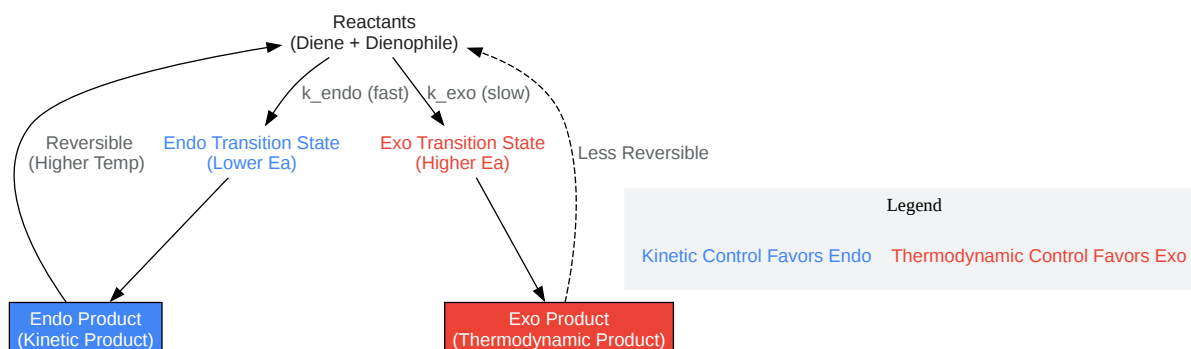 Reactants
(Diene + Dienophile)
k_endo (fast)
k_exo (slow)
Reversible
(Higher Temp)
Endo Transition State
(Lower Ea)
Exo Transition State
(Higher Ea)
Less Reversible
Legend
Kinetic Control Favors Endo
Thermodynamic Control Favors Exo
Endo Product
(Kinetic Product)
Exo Product
(Thermodynamic Product)